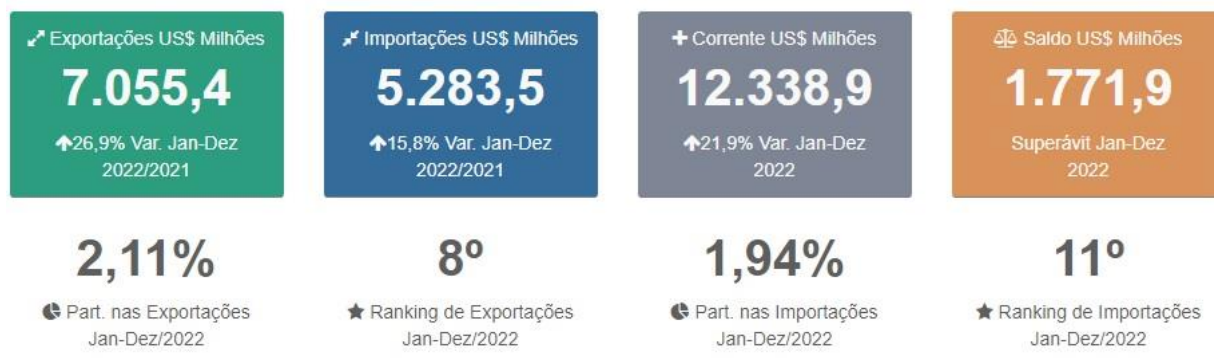 Exportações US$ Milhões
7.055,4
26,9% Var. Jan-Dez
2022/2021
Importações US$ Milhões
5.283,5
15,8% Var. Jan-Dez
2022/2021
Corrente US$ Milhões
12.338,9
21,9% Var. Jan-Dez
2022
Saldo US$ Milhões
1.771,9
Superávit Jan-Dez
2022
2,11%
Part. nas Exportações
Jan-Dez/2022
8º
Ranking de Exportações
Jan-Dez/2022
1,94%
Part. nas Importações
Jan-Dez/2022
11º
Ranking de Importações
Jan-Dez/2022